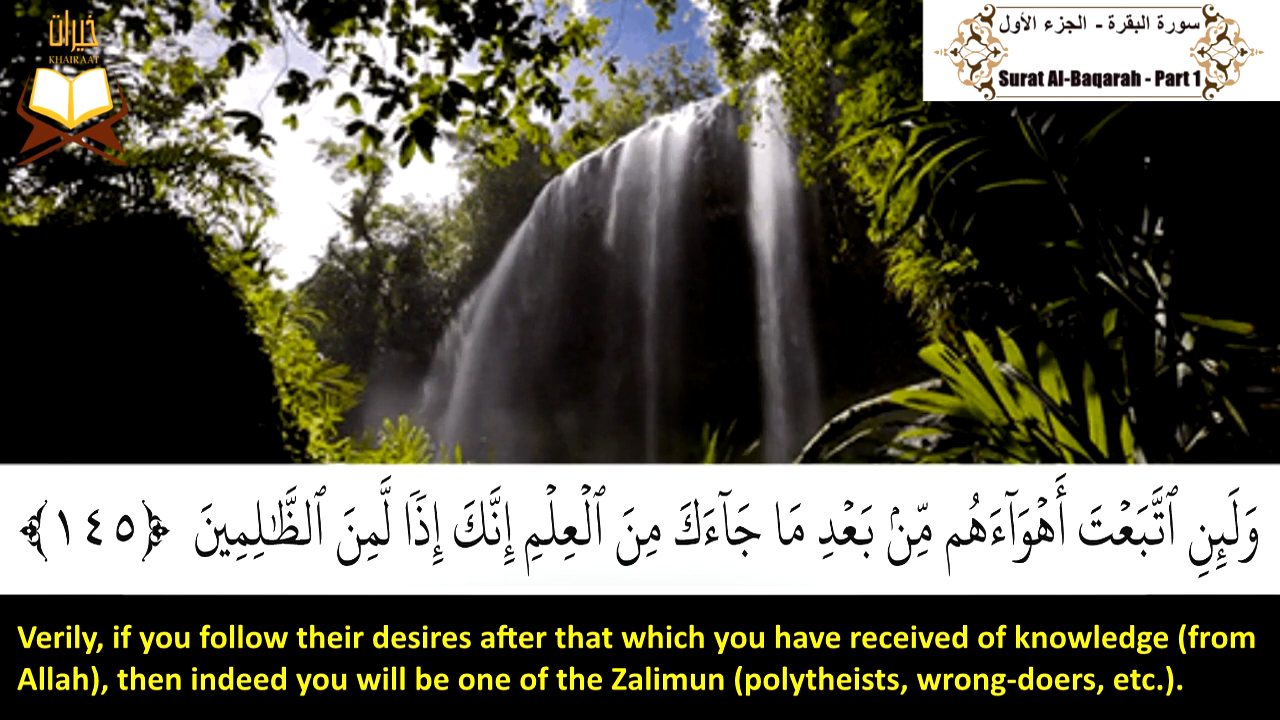 خيرات
KHAIRAAT
سورة البقرة - الجزء الأول
Surat Al-Baqarah - Part 1
وَلَئِنِ ٱتَّبَعْتَ أَهْوَآءَهُم مِّنۢ بَعْدِ مَا جَآءَكَ مِنَ ٱلْعِلْمِ إِنَّكَ إِذًا لَّمِنَ ٱلظَّٰلِمِينَ ﴿١٤٥﴾
Verily, if you follow their desires after that which you have received of knowledge (from
Allah), then indeed you will be one of the Zalimun (polytheists, wrong-doers, etc.).